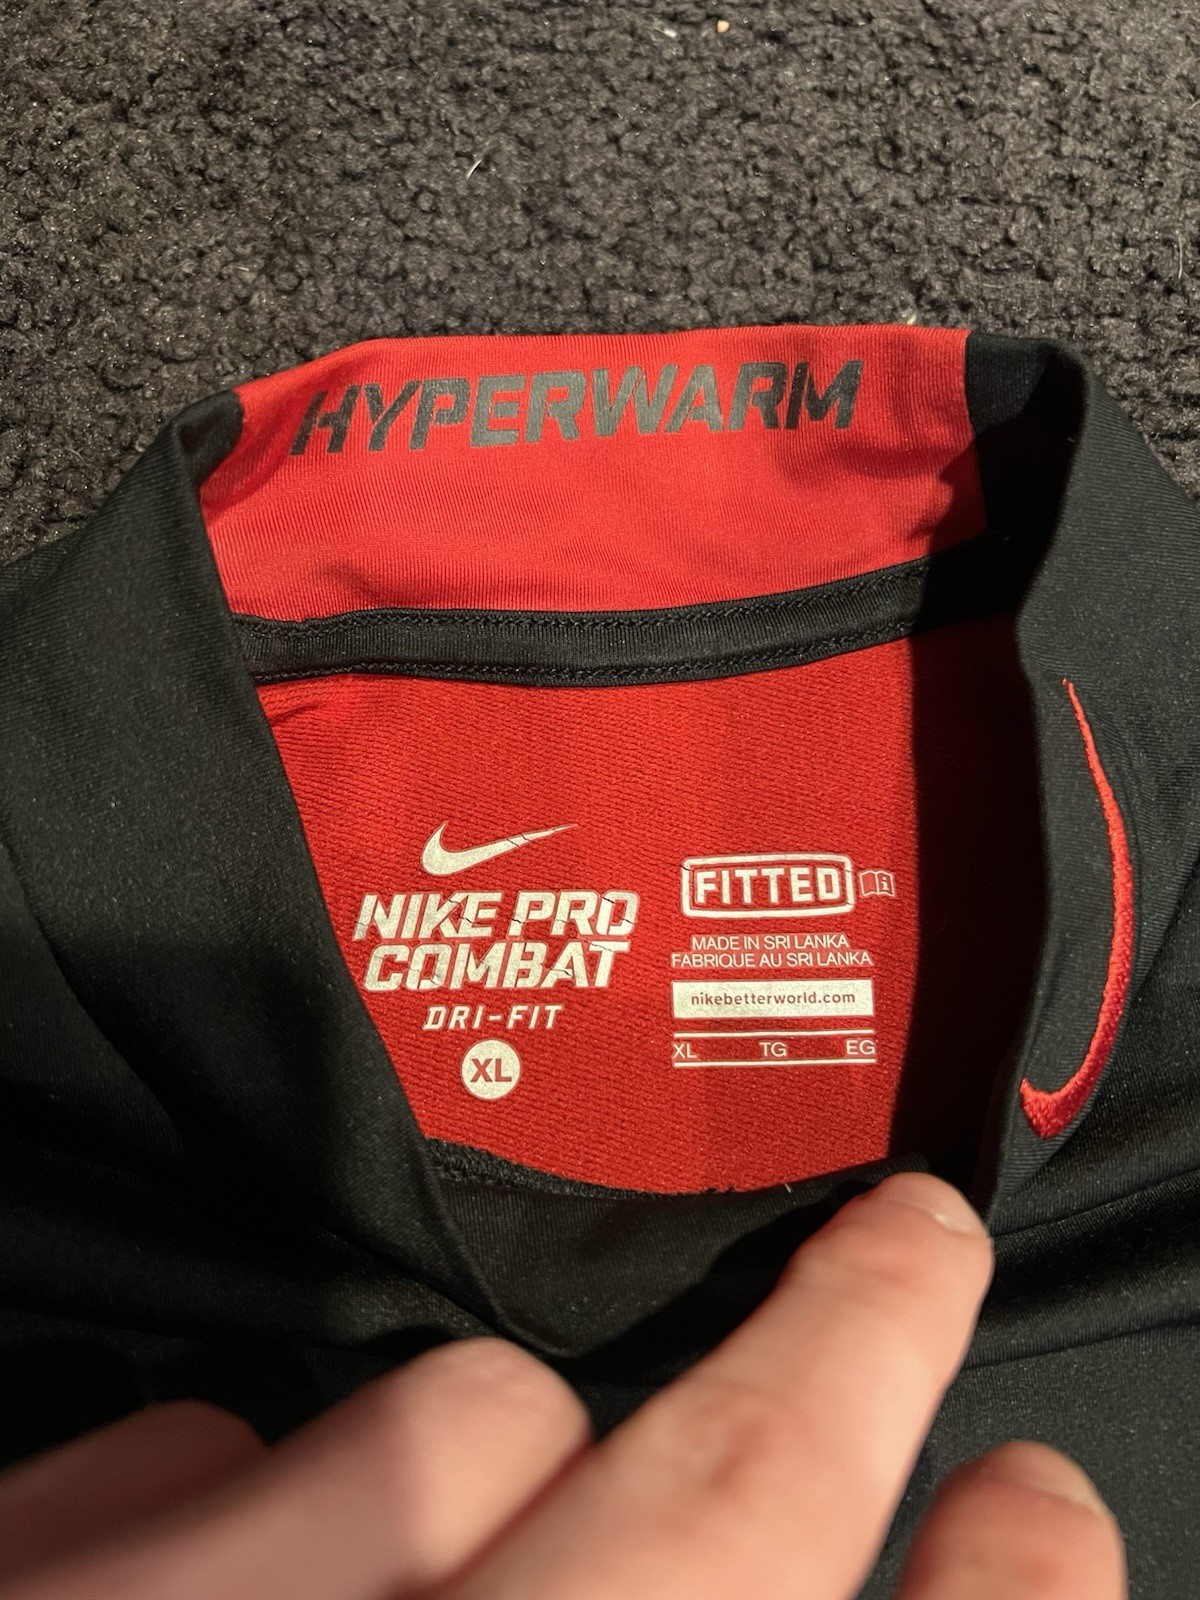 HYPERWARM
NIKE PRO
COMBAT
DRI-FIT
XL
FITTED
MADE IN SRI LANKA
FABRIQUE AU SRI LANKA
nikebetterworld.com
XL TG EG